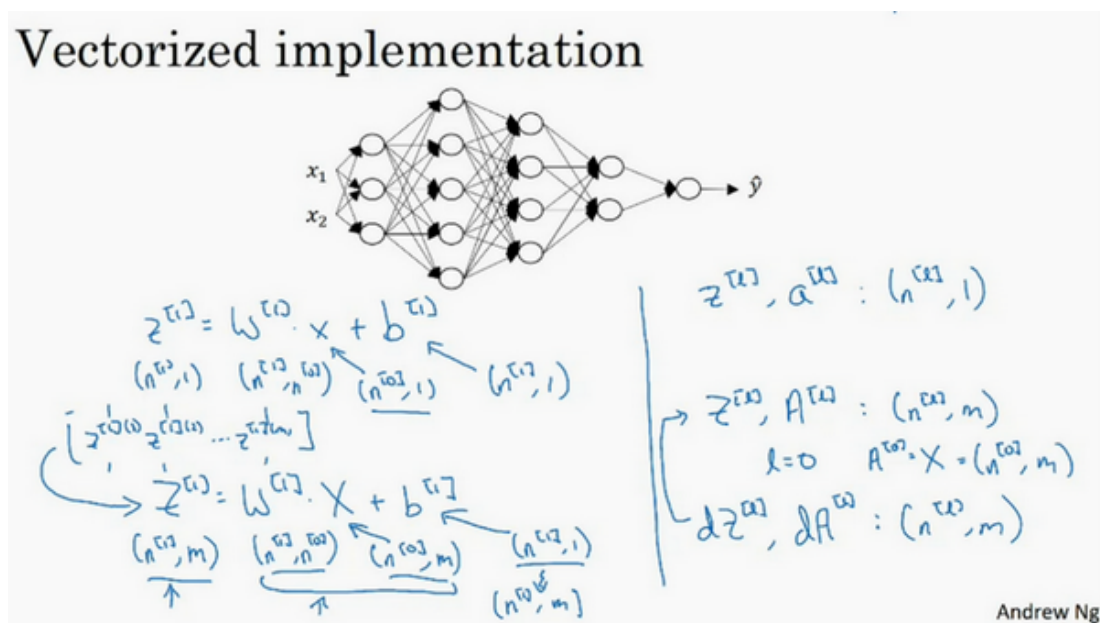 Vectorized implementation
x₁
x₂
ŷ
z^[1] = W^[1] · x + b^[1]
(n^[1], 1) (n^[1], n^[0]) (n^[0], 1) (n^[1], 1)
[z^[1](1) z^[1](2) ... z^[1](m)]
Z^[1] = W^[1] · X + b^[1]
(n^[1], m) (n^[1], n^[0]) (n^[0], m) (n^[1], 1)
(n^[1], m)
z^[l], a^[l] : (n^[l], 1)
Z^[l], A^[l] : (n^[l], m)
l=0 A^[0] = X = (n^[0], m)
dZ^[l], dA^[l] : (n^[l], m)
Andrew Ng